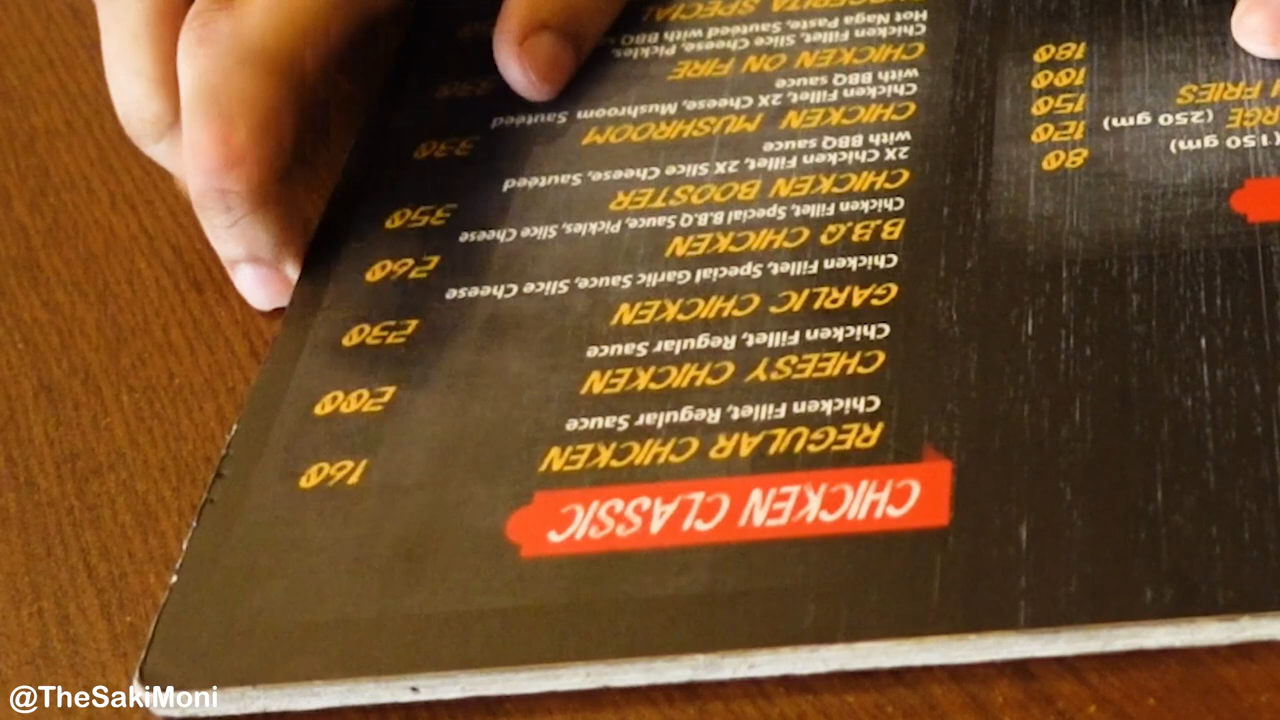 (150 gm) 80
(250 gm) 120
FRIES 150
100
180
CHICKEN CLASSIC
REGULAR CHICKEN 160
Chicken Fillet, Regular Sauce
CHEESY CHICKEN 200
Chicken Fillet, Regular Sauce
GARLIC CHICKEN 230
Chicken Fillet, Special Garlic Sauce, Slice Cheese
B.B.Q CHICKEN 260
Chicken Fillet, Special B.B.Q Sauce, Pickles, Slice Cheese
CHICKEN BOOSTER 350
2X Chicken Fillet, 2X Slice Cheese, Sauteed
with BBQ sauce
CHICKEN MUSHROOM 330
Chicken Fillet, 2X Cheese, Mushroom Sauteed
with BBQ sauce
CHICKEN ON FIRE 330
Chicken Fillet, Slice Cheese, Pickles,
Hot Naga Paste, Sauteed with BBQ
SPECIAL
@TheSakiMoni